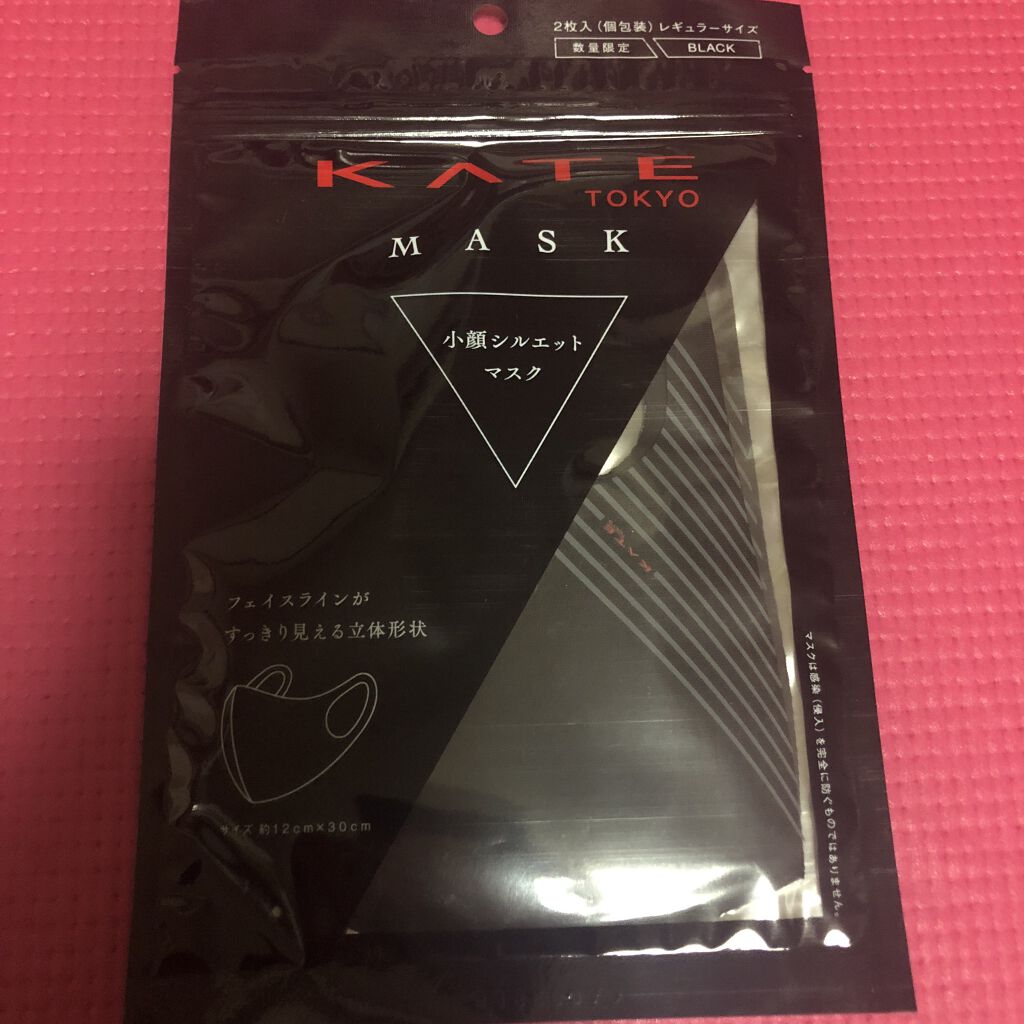 2枚入(個包装)レギュラーサイズ
数量限定
BLACK
KATE
TOKYO
MASK
小顔シルエット
マスク
KATE
フェイスラインが
すっきり見える立体形状
サイズ 約12cm×30cm
マスクは感染(侵入)を完全に防ぐものではありません。